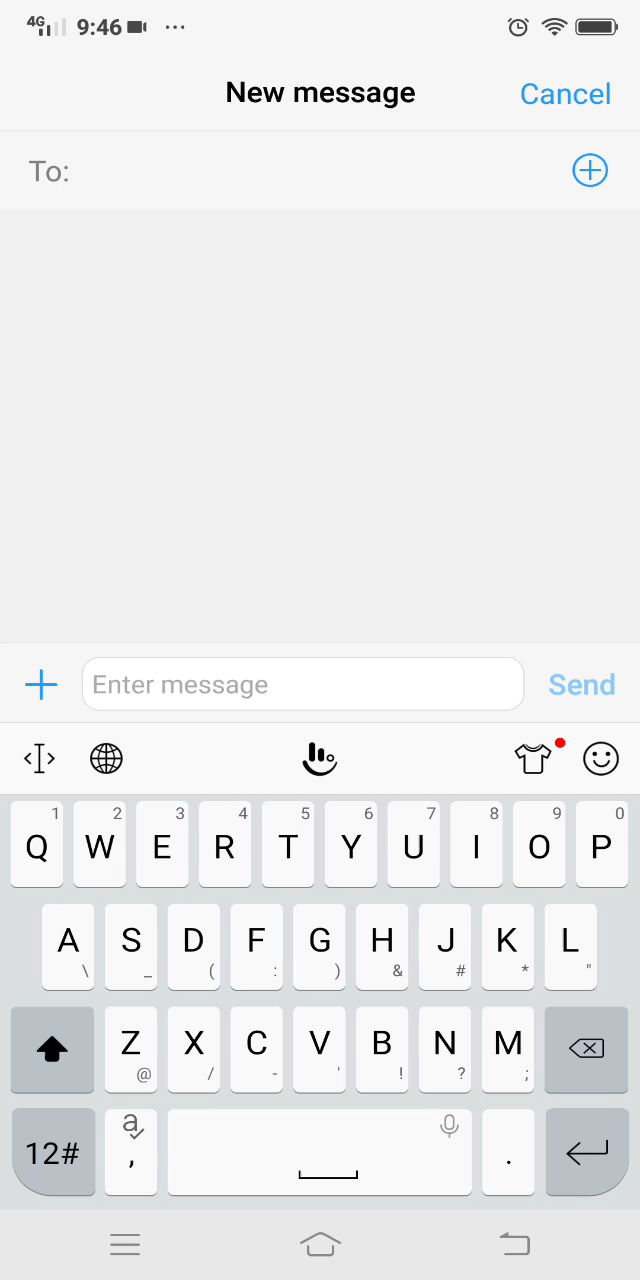 4G 9:46 ...
New message Cancel
To:
Enter message Send
1 2 3 4 5 6 7 8 9 0
Q W E R T Y U I O P
A S D F G H J K L
\ _ ( : ) & # * "
Z X C V B N M
@ / - ' ! ? ;
12# a , .